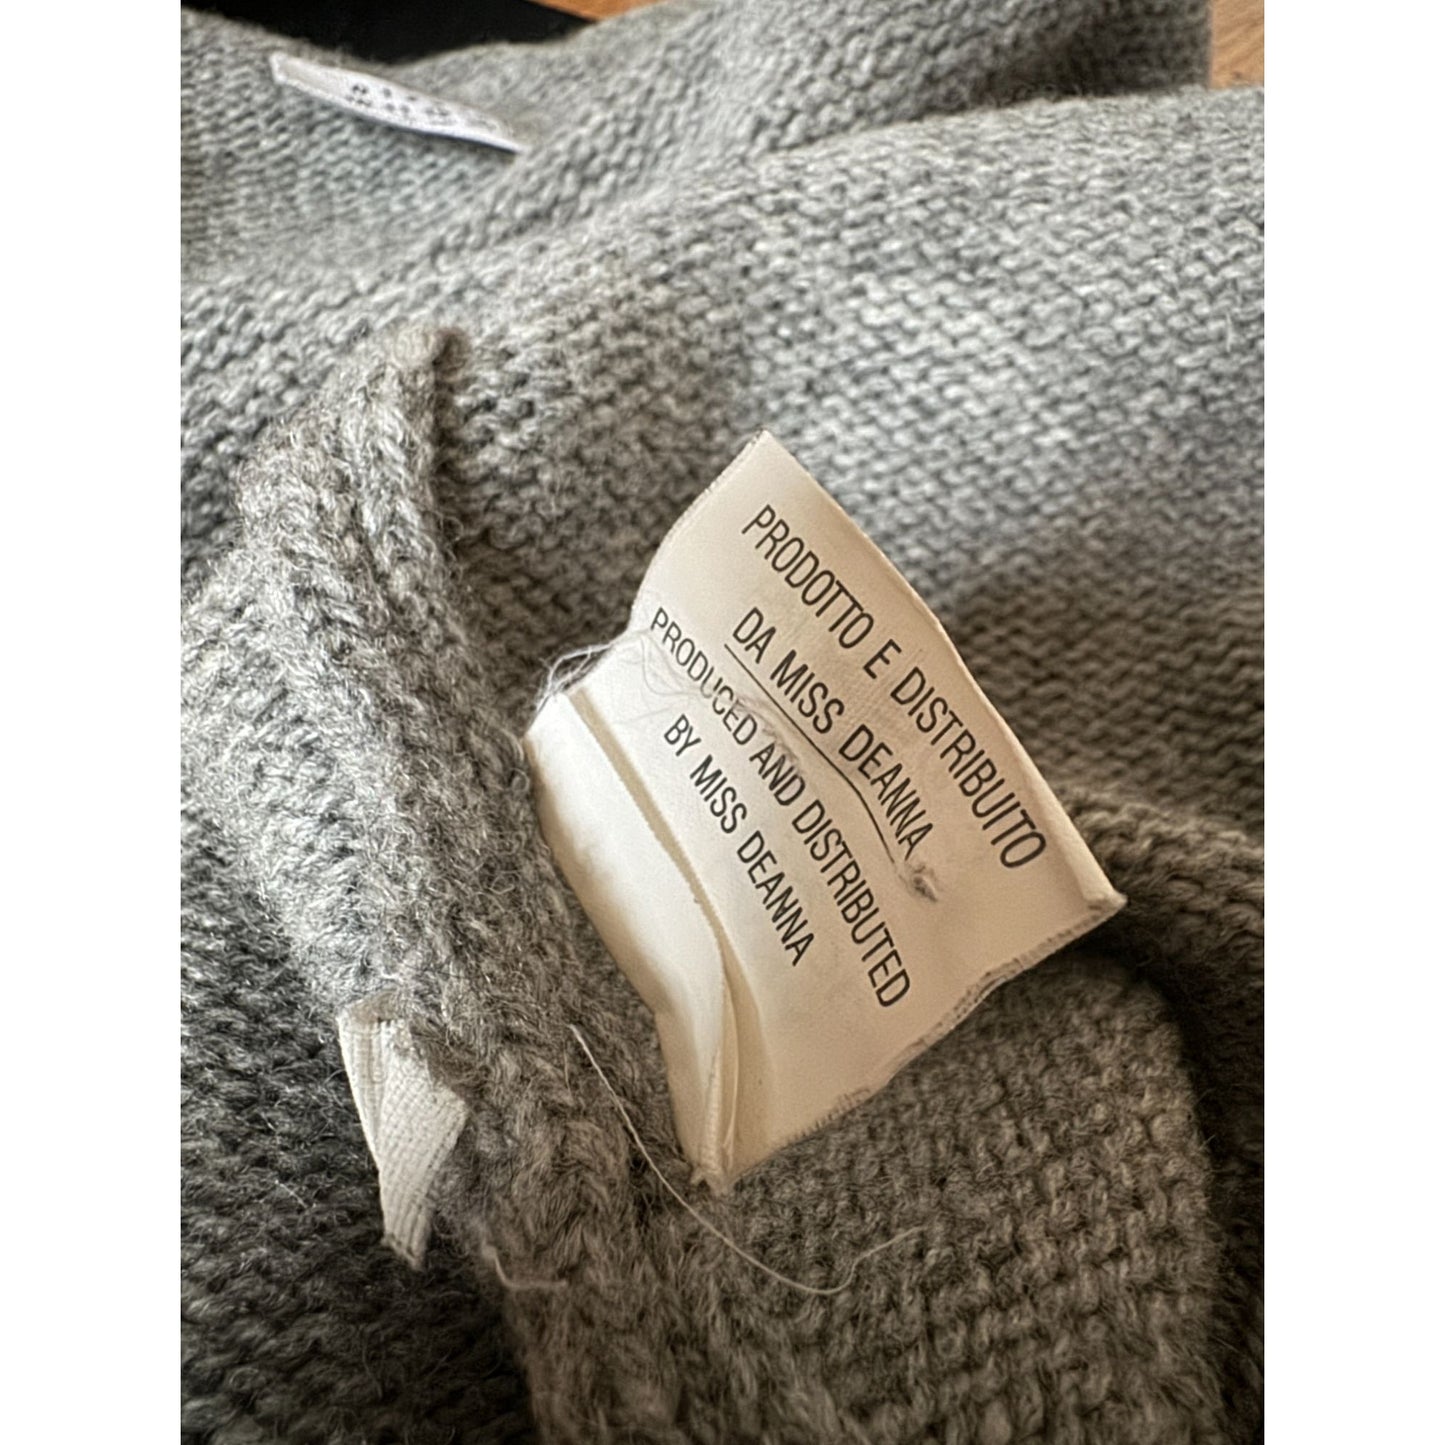 PRODOTTO E DISTRIBUITO
DA MISS DEANNA
PRODUCED AND DISTRIBUTED
BY MISS DEANNA